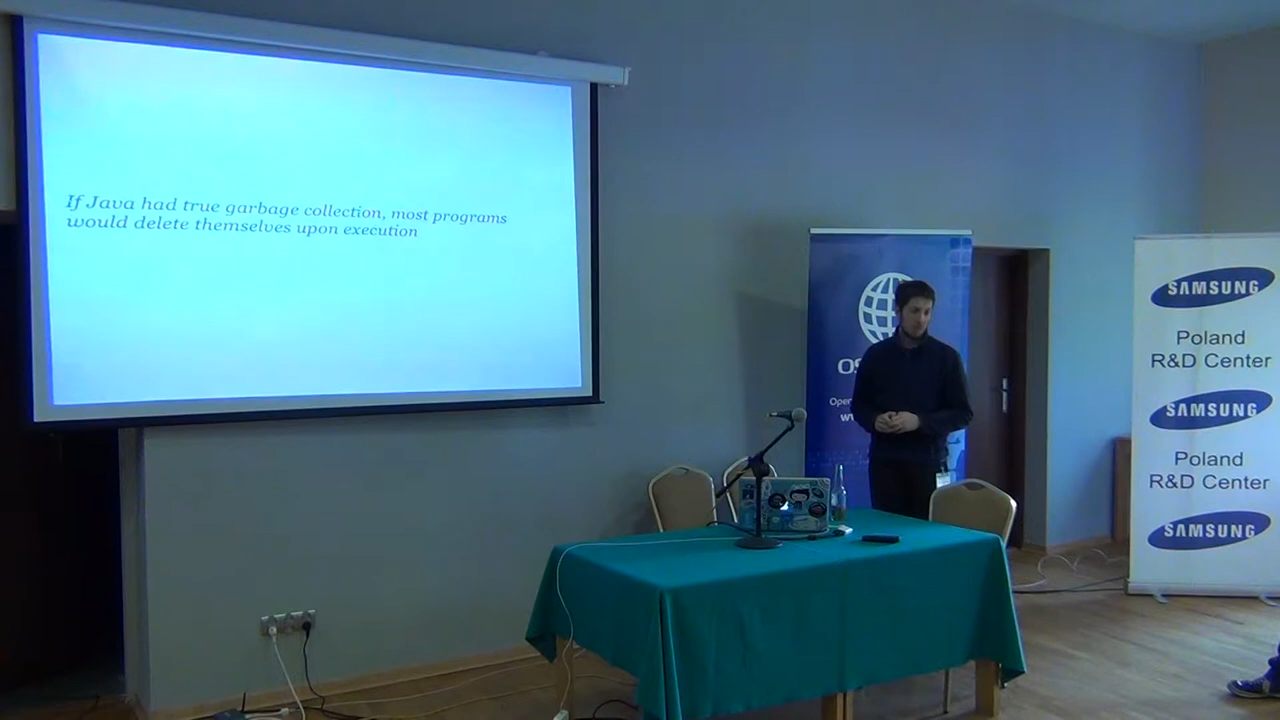 If Java had true garbage collection, most programs
would delete themselves upon execution
SAMSUNG
Poland
R&D Center
SAMSUNG
Poland
R&D Center
SAMSUNG